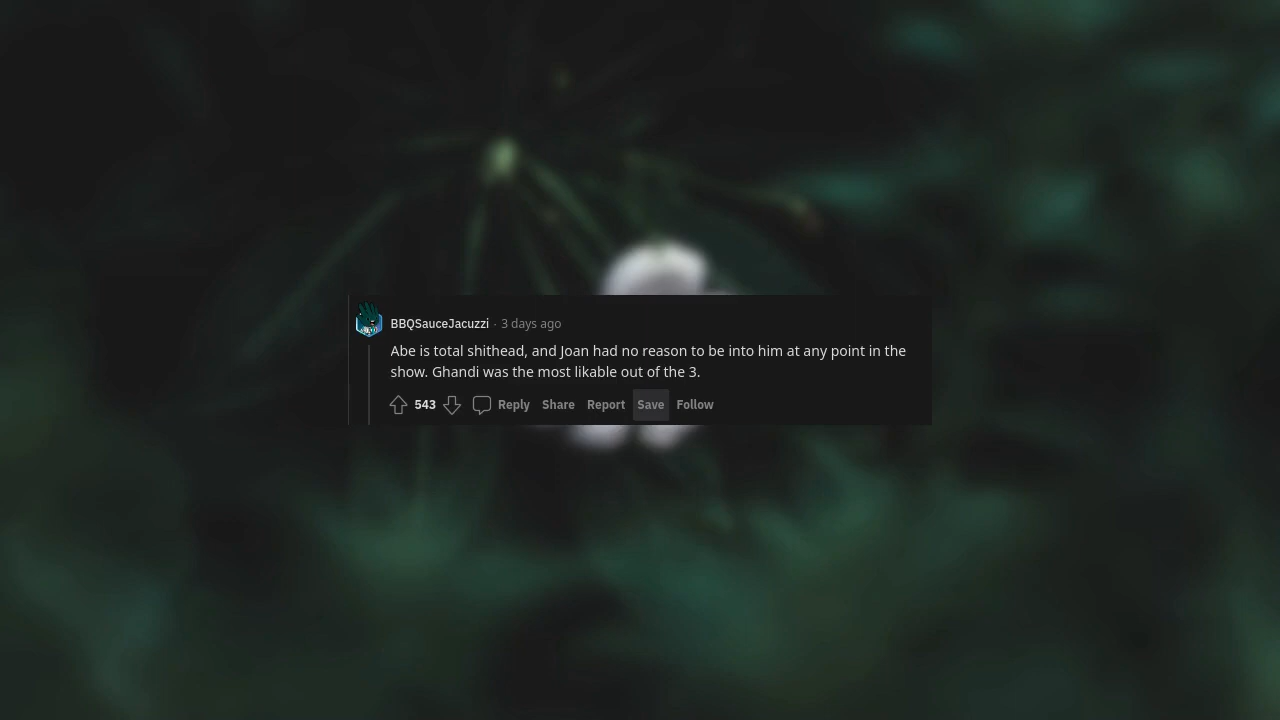 BBQSauceJacuzzi · 3 days ago
Abe is total shithead, and Joan had no reason to be into him at any point in the
show. Ghandi was the most likable out of the 3.
543 Reply Share Report Save Follow